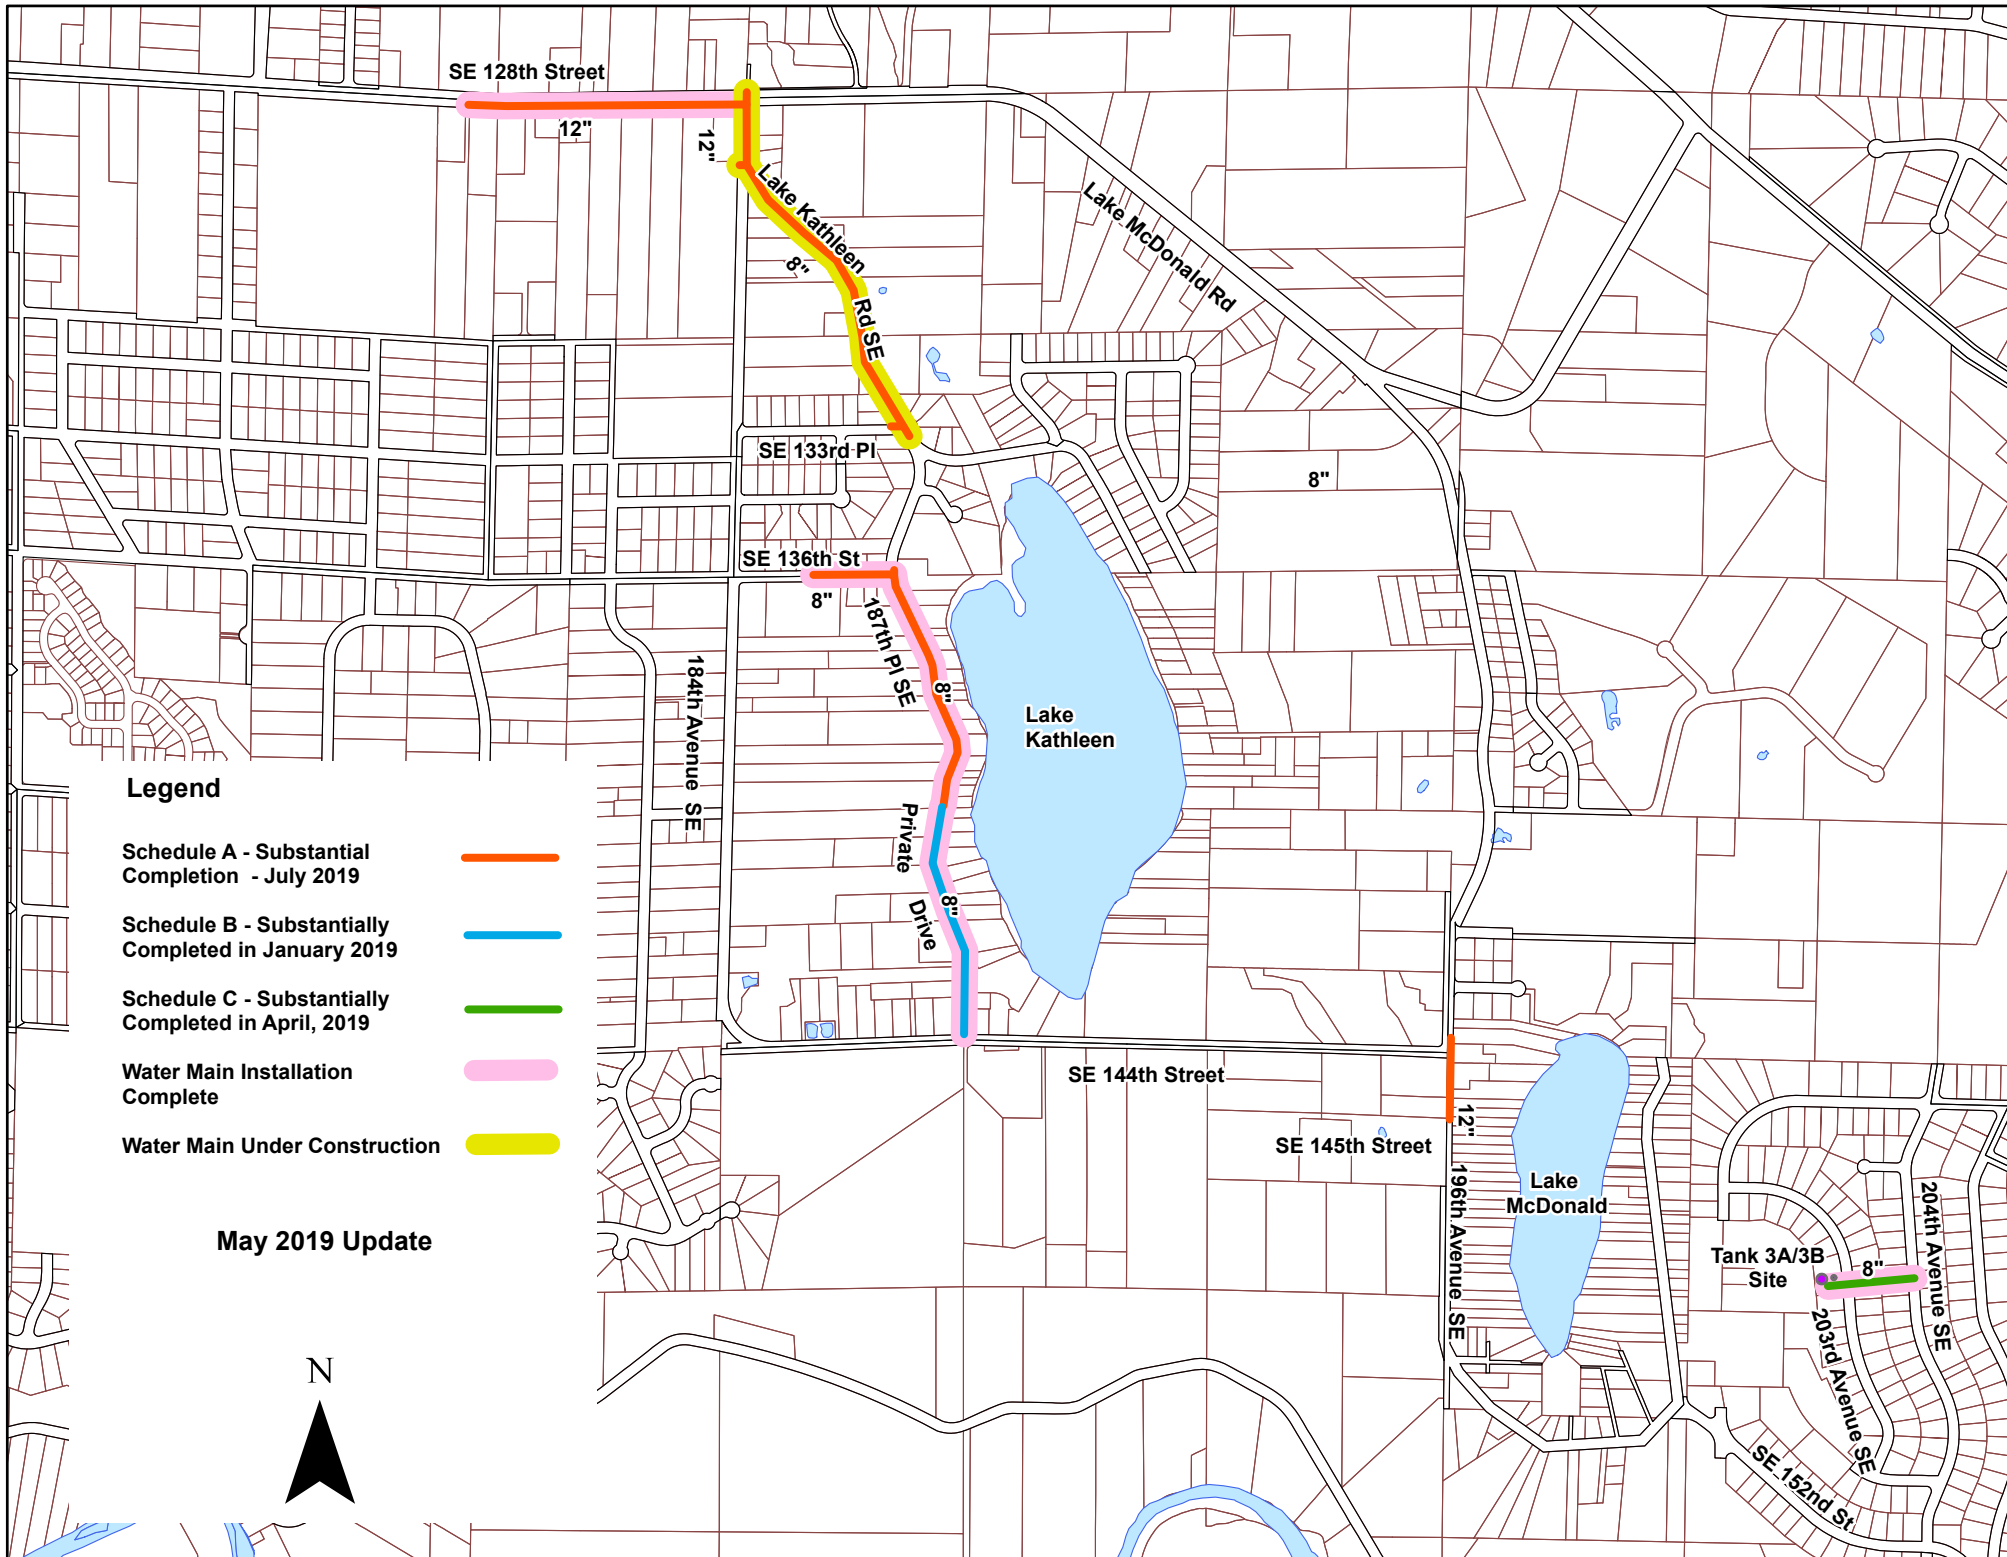 SE 128th Street
12"
12"
Lake Kathleen
Rd SE
8"
Lake McDonald Rd
SE 133rd Pl
8"
SE 136th St
8"
187th Pl SE
8"
184th Avenue SE
Lake
Kathleen
Private
Drive
8"
SE 144th Street
SE 145th Street
12"
196th Avenue SE
Lake
McDonald
Tank 3A/3B
Site
8"
204th Avenue SE
203rd Avenue SE
SE 152nd St
Legend
Schedule A - Substantial
Completion - July 2019
Schedule B - Substantially
Completed in January 2019
Schedule C - Substantially
Completed in April, 2019
Water Main Installation
Complete
Water Main Under Construction
May 2019 Update
N